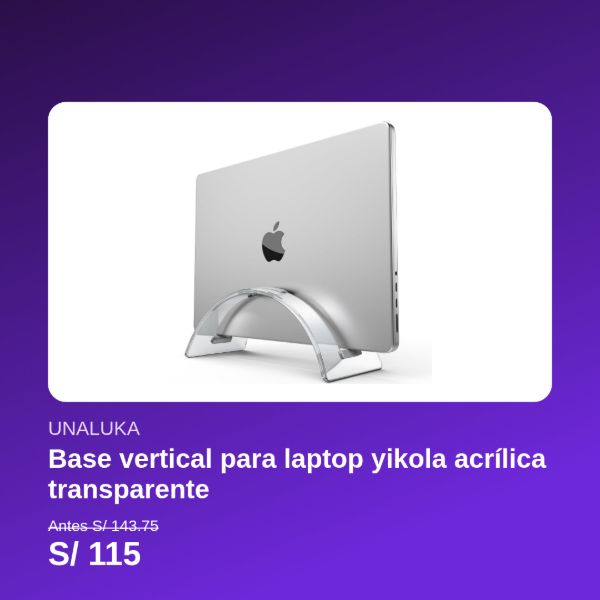 UNALUKA
Base vertical para laptop yikola acrílica
transparente
Antes S/ 143.75
S/ 115